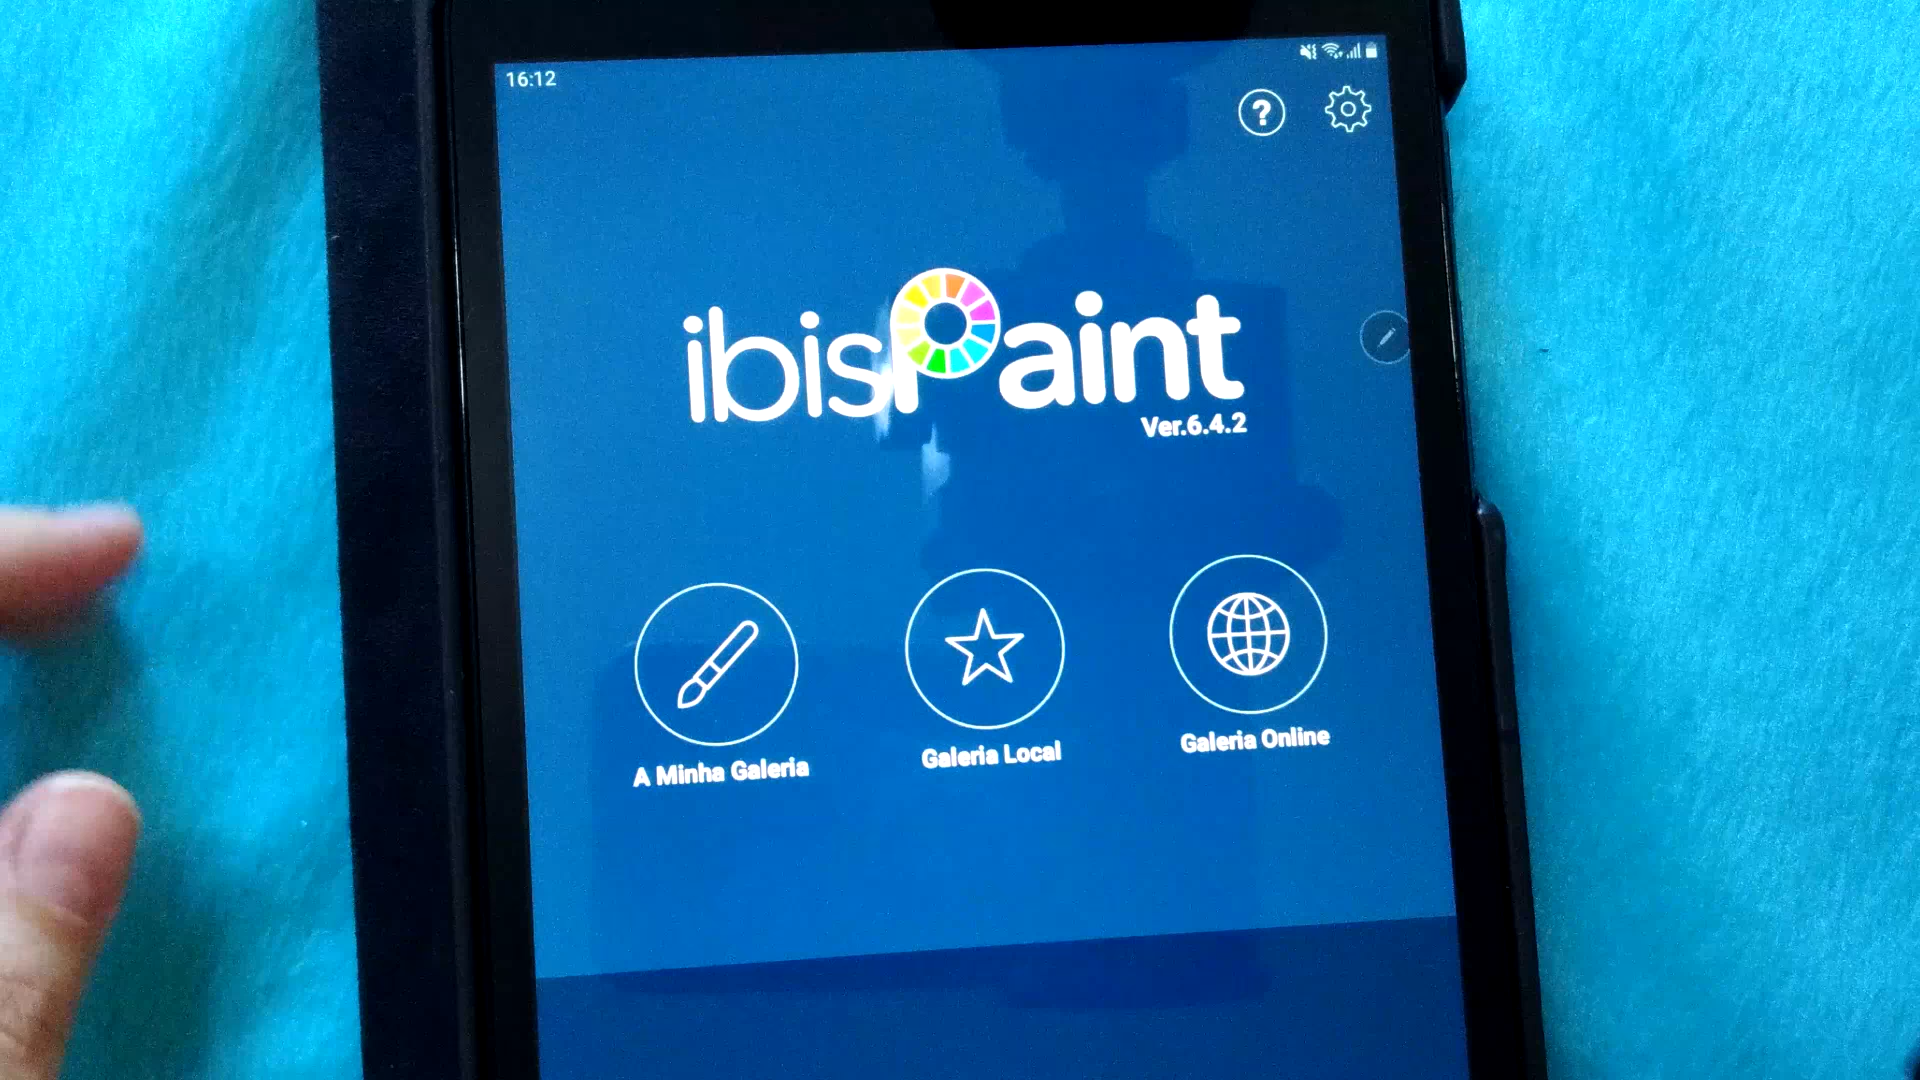 16:12
ibisPaint
Ver.6.4.2
A Minha Galeria
Galeria Local
Galeria Online